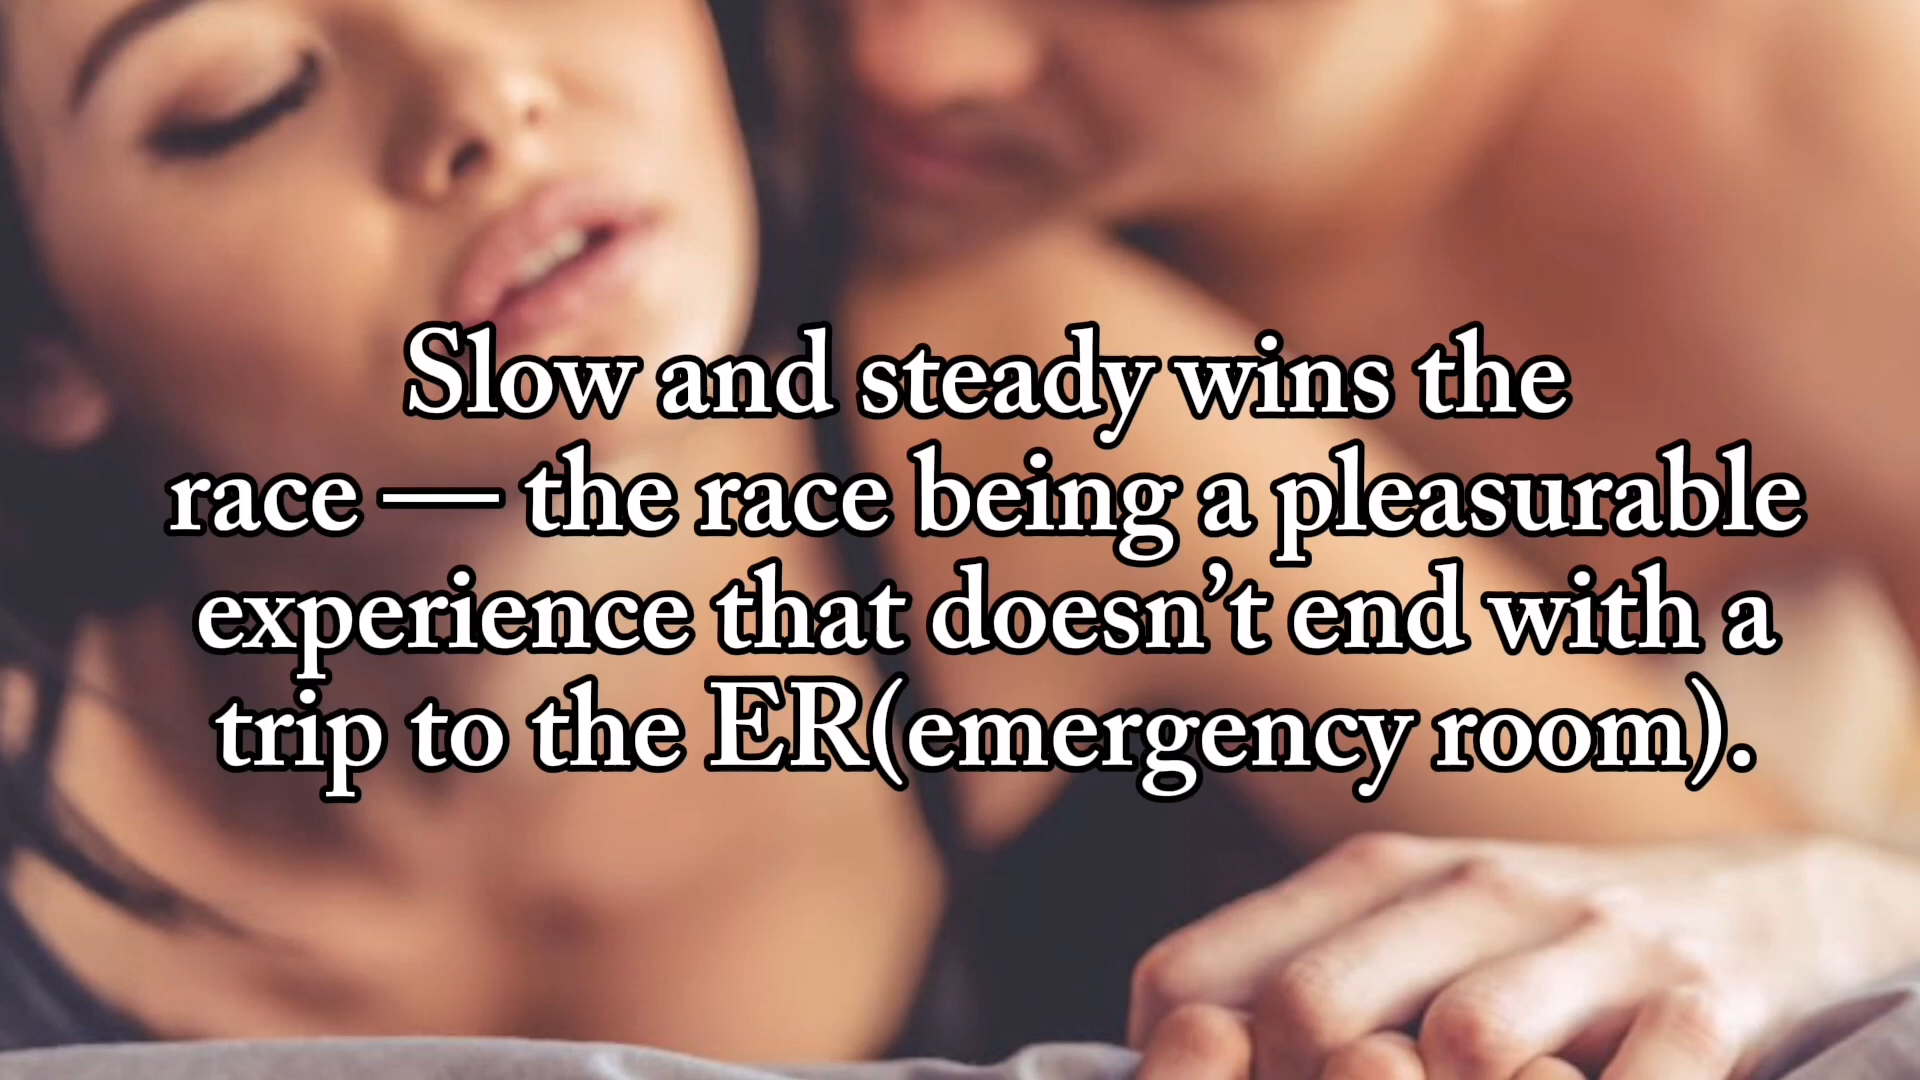 Slow and steady wins the
race — the race being a pleasurable
experience that doesn’t end with a
trip to the ER(emergency room).